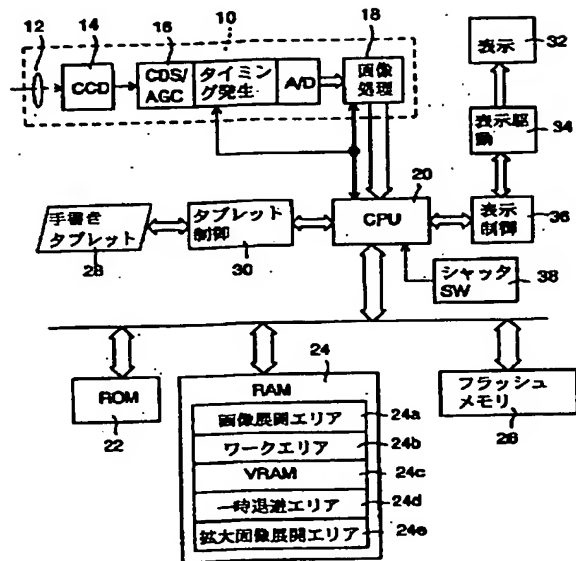 10
12
14
16
18
32
CCD
CDS/
AGC
タイミン
グ発生
A/D
画像
処理
表示
34
表示駆
動
20
手書き
タブレット
28
タブレット
制御
30
CPU
表示
制御
36
シャッタ
SW
38
ROM
22
24
RAM
画像展開エリア
24a
ワークエリア
24b
VRAM
24c
一時退避エリア
24d
拡大画像展開エリア
24e
フラッシュ
メモリ
26